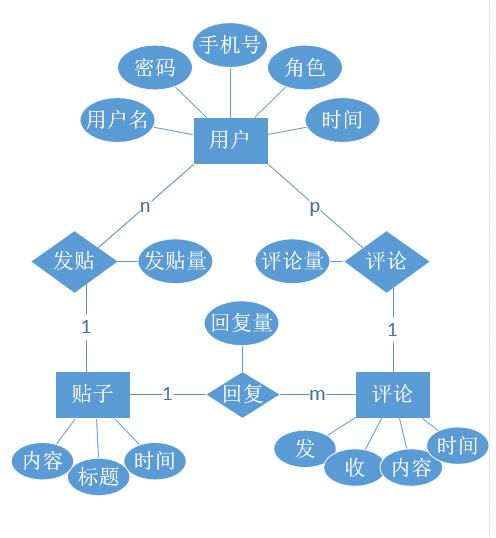 手机号
密码
角色
用户名
时间
用户
n
p
发贴
发贴量
评论量
评论
1
1
回复量
贴子
1
回复
m
评论
内容
标题
时间
发
收
内容
时间